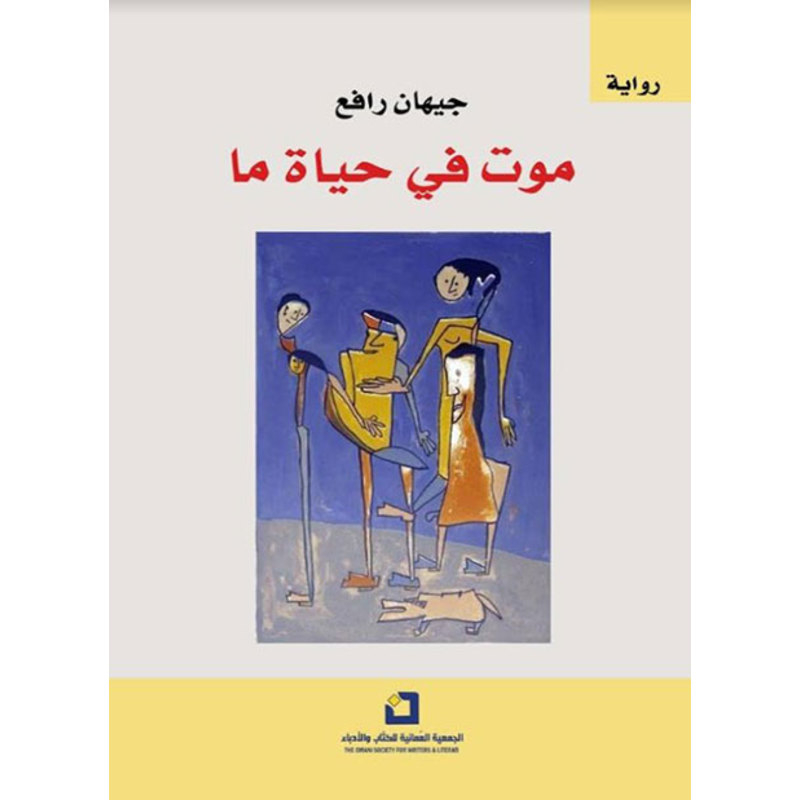 رواية
جيهان رافع
موت في حياة ما
الجمعية العمانية للكتاب والأدباء
THE OMANI SOCIETY FOR WRITERS & LITERATI